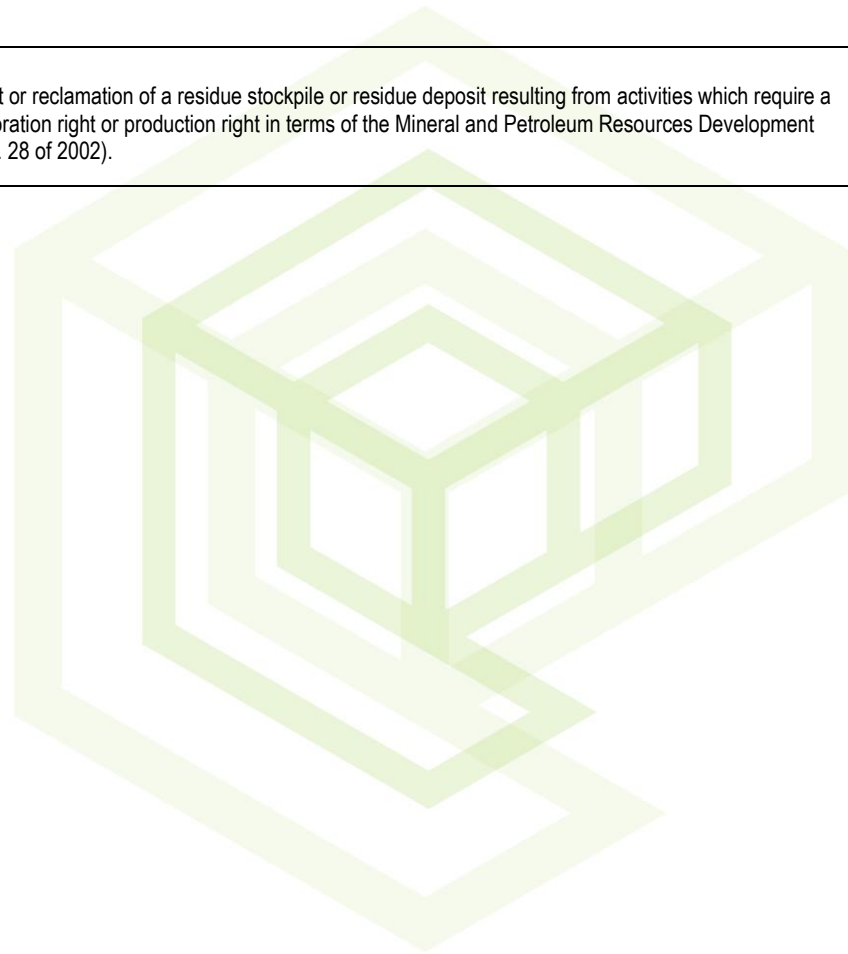 t or reclamation of a residue stockpile or residue deposit resulting from activities which require a
oration right or production right in terms of the Mineral and Petroleum Resources Development
. 28 of 2002).